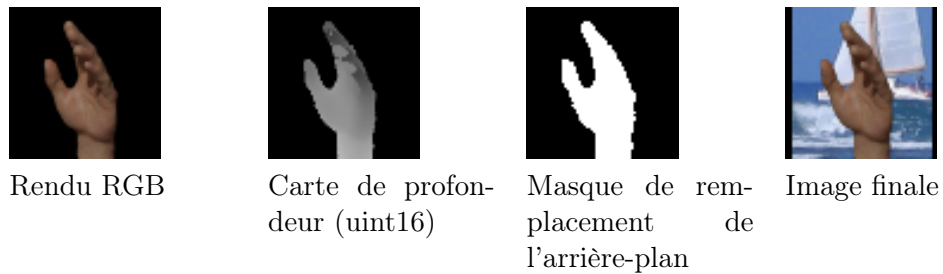 Rendu RGB
Carte de profon-
deur (uint16)
Masque de rem-
placement de
l'arrière-plan
Image finale